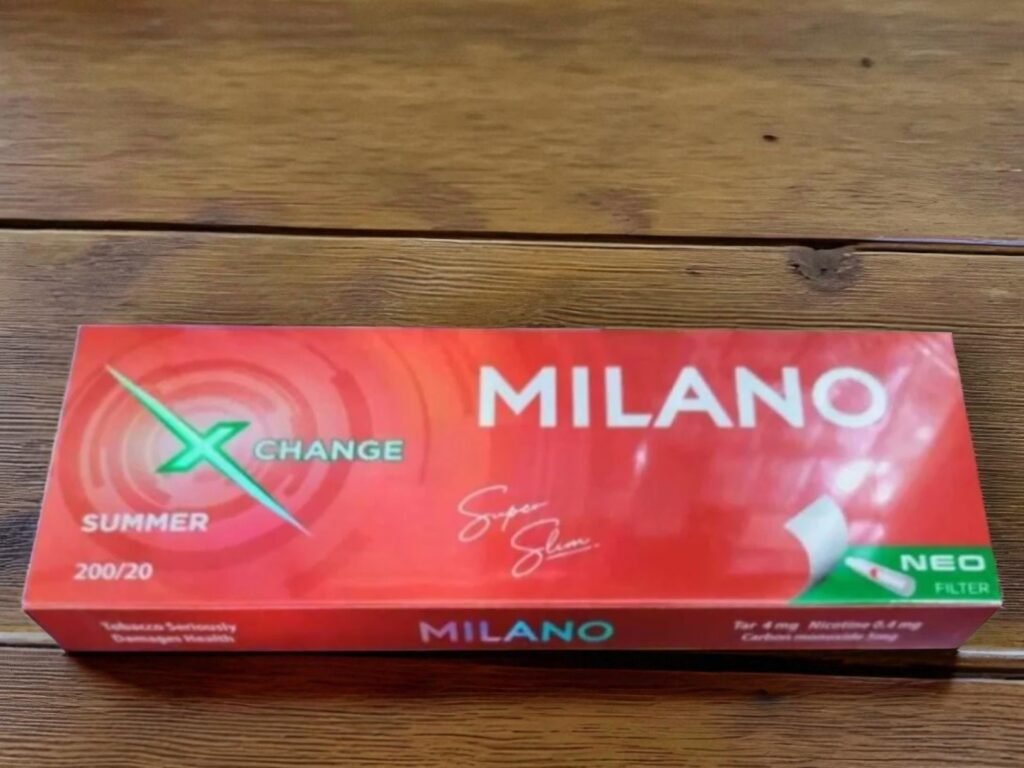 MILANO
X CHANGE
SUMMER
Super
Slim
200/20
NEO
FILTER
Tobacco Seriously
Damages Health
MILANO
Tar 4 mg Nicotine 0.4 mg
Carbon monoxide 5mg